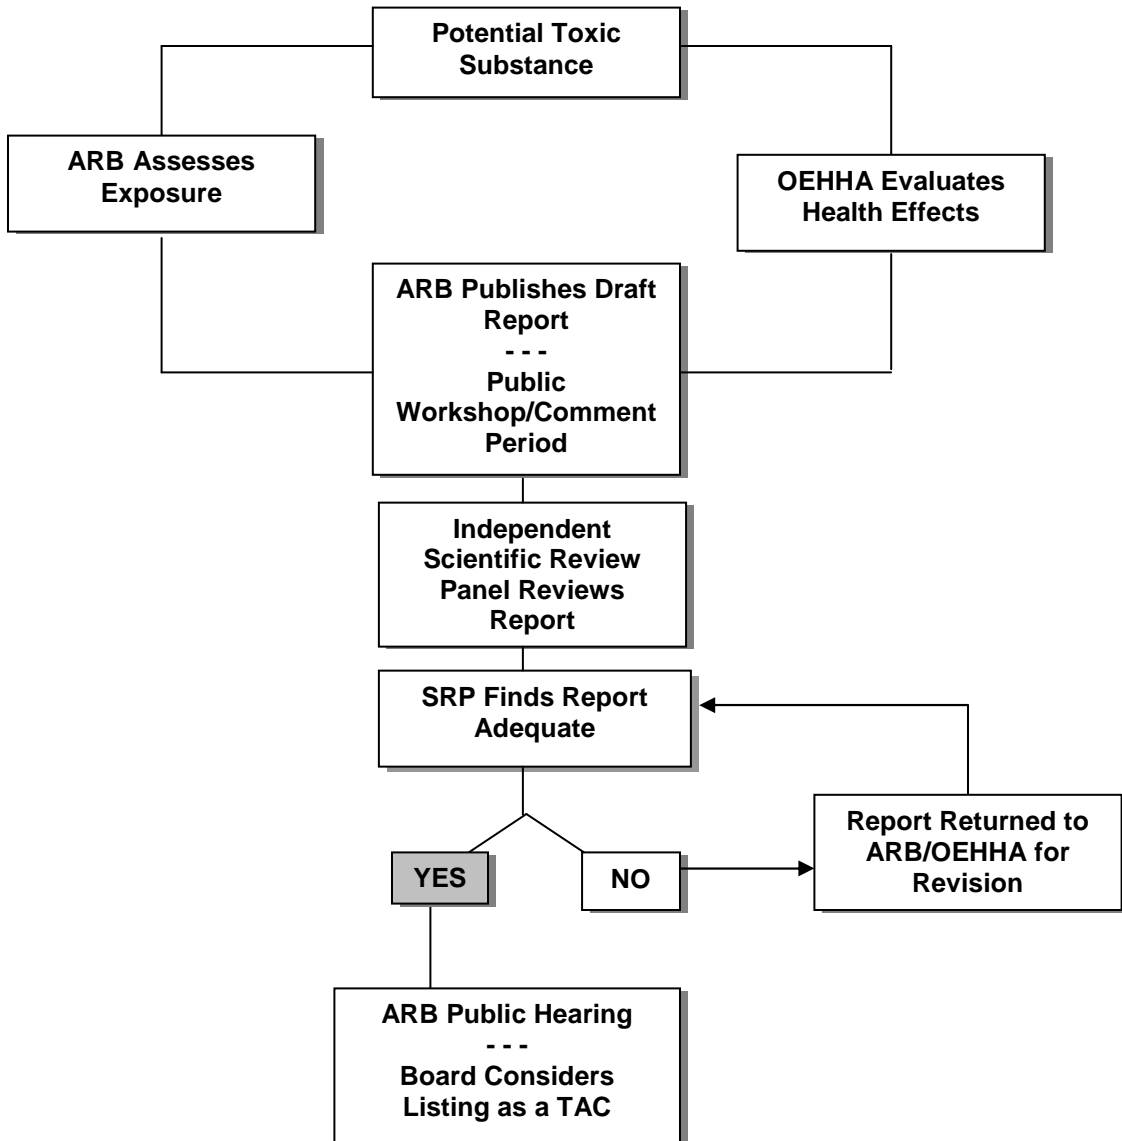 Potential Toxic
Substance
ARB Assesses
Exposure
OEHHA Evaluates
Health Effects
ARB Publishes Draft
Report
- - -
Public
Workshop/Comment
Period
Independent
Scientific Review
Panel Reviews
Report
SRP Finds Report
Adequate
Report Returned to
ARB/OEHHA for
Revision
YES
NO
ARB Public Hearing
- - -
Board Considers
Listing as a TAC